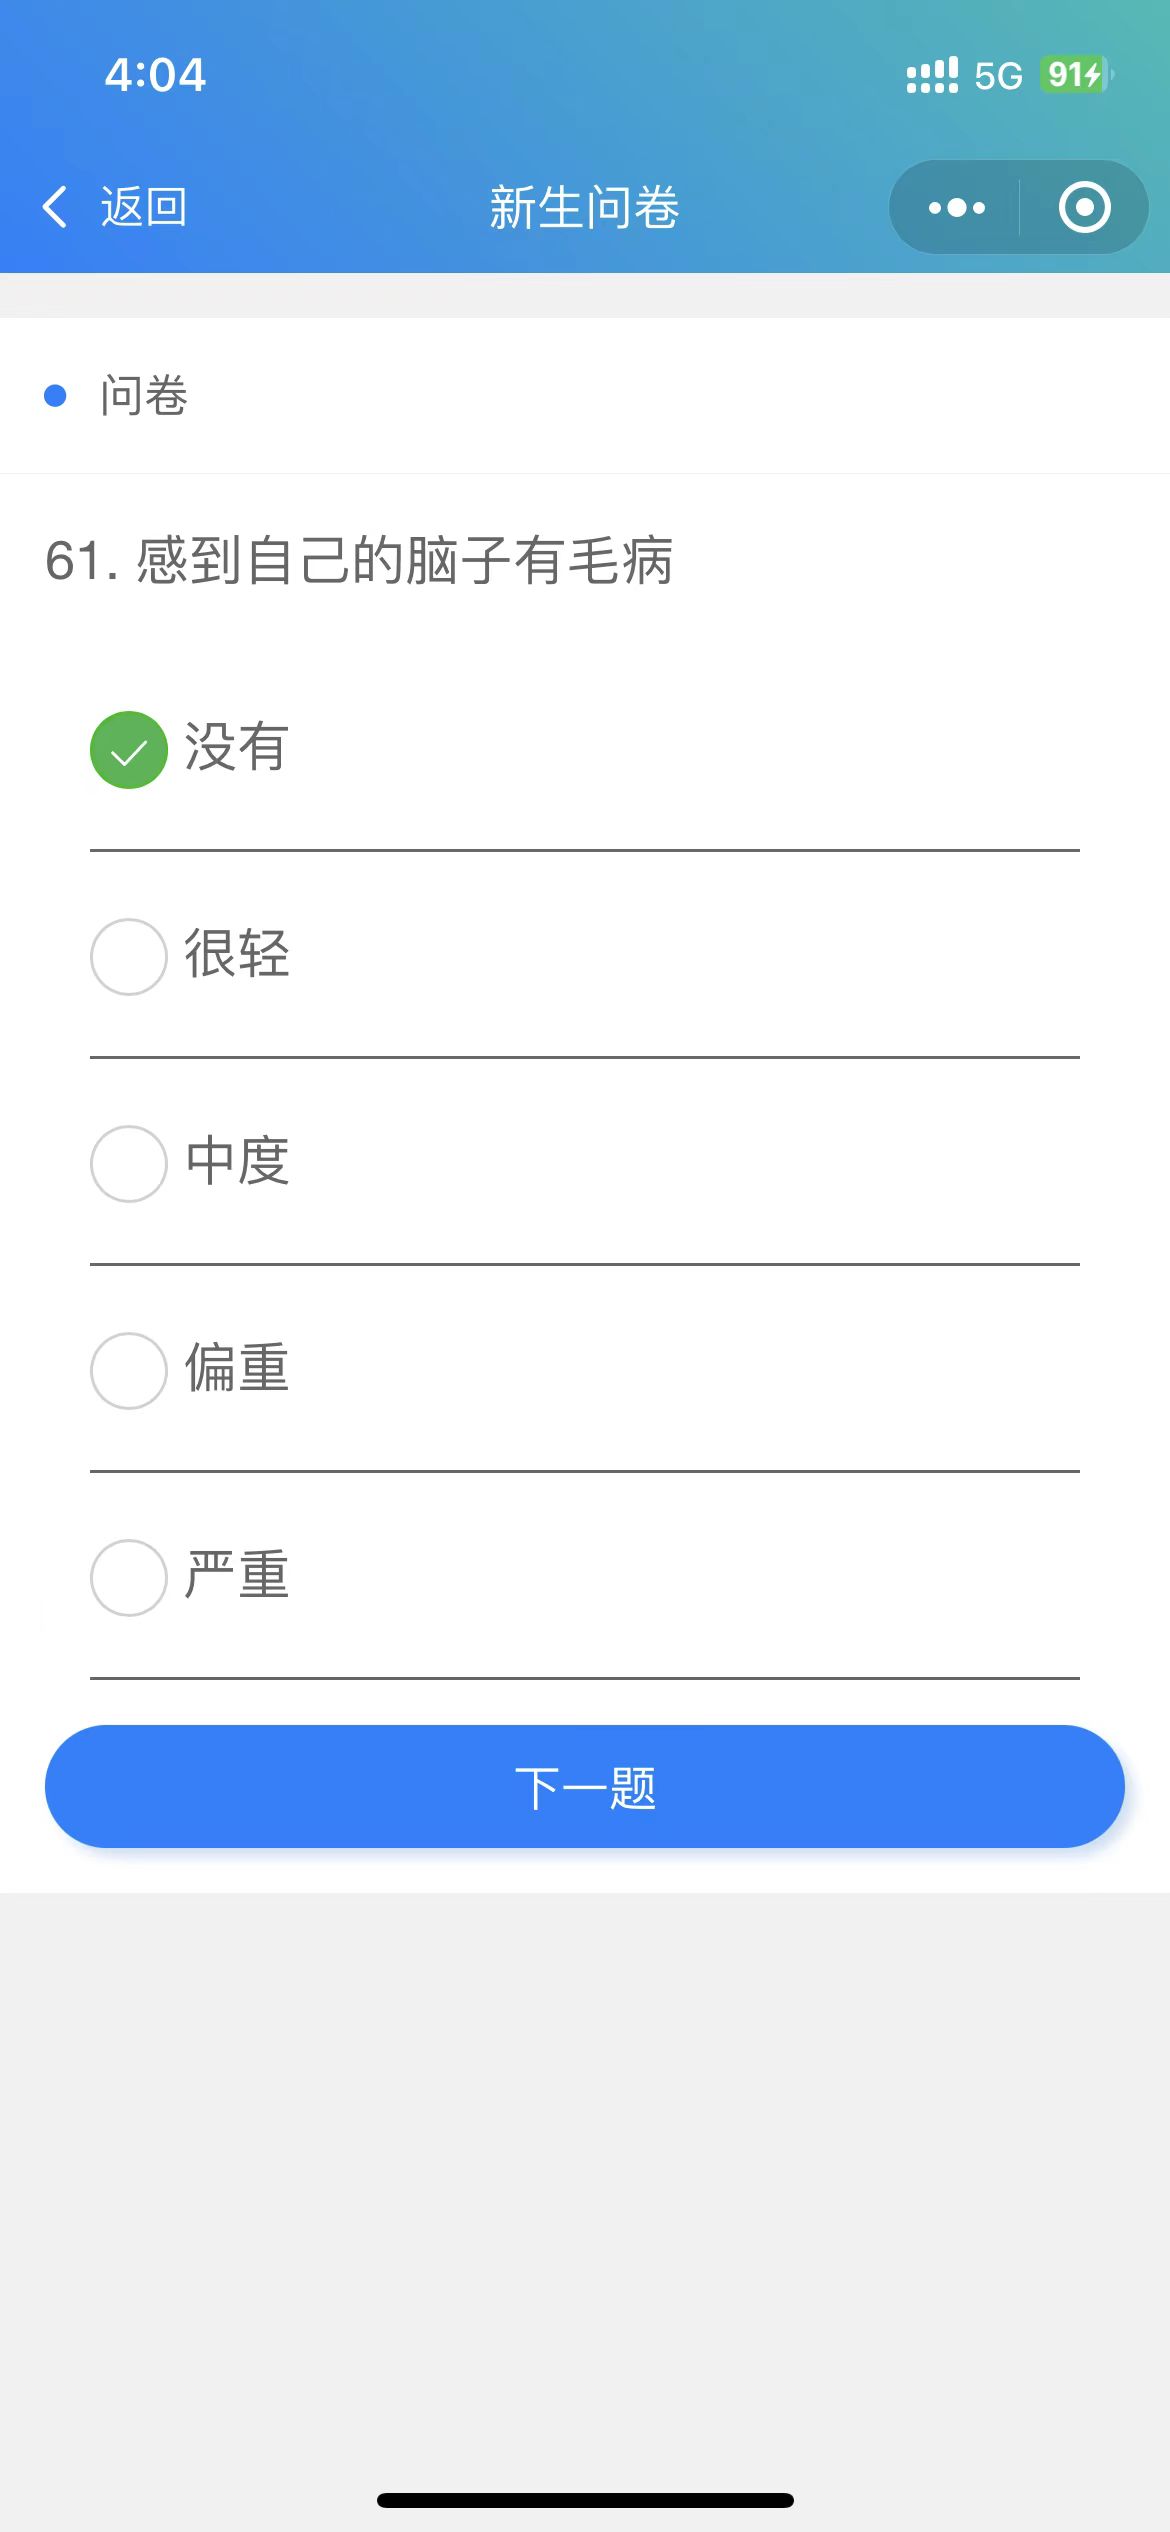 4:04
5G 91
返回 新生问卷
问卷
61. 感到自己的脑子有毛病
没有
很轻
中度
偏重
严重
下一题